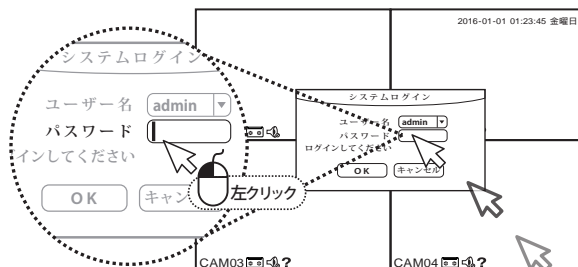 2016-01-01 01:23:45 金曜日
システムログイン
ユーザー名 admin
パスワード
インしてください
OK キャン
左クリック
システムログイン
ユーザー名 admin
パスワード
ログインしてください
OK キャンセル
CAM03 ?
CAM04 ?